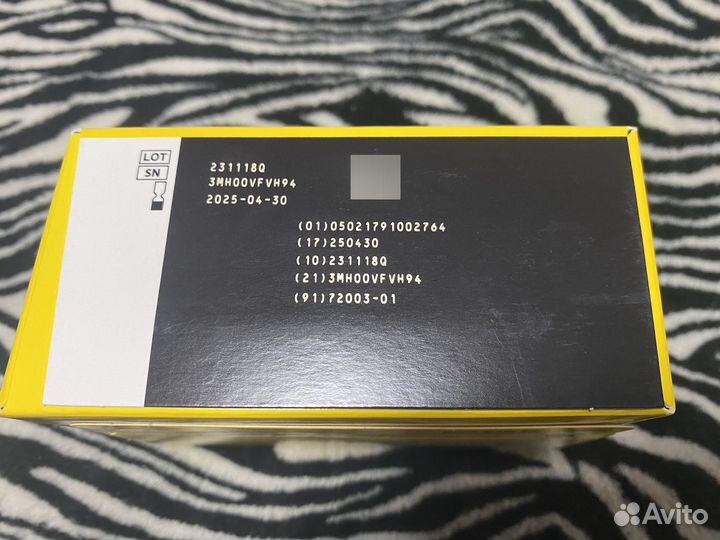 LOT
SN
231118Q
3MH00VFVH94
2025-04-30
(01)05021791002764
(17)250430
(10)231118Q
(21)3MH00VFVH94
(91)72003-01
Avito